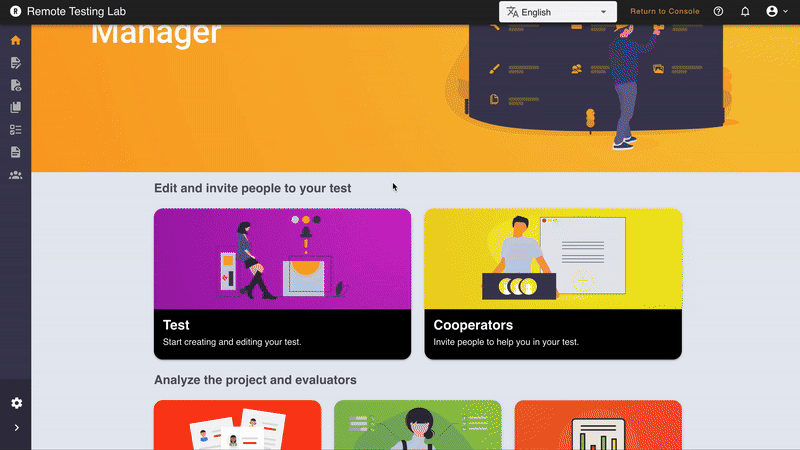 R Remote Testing Lab
English
Return to Console
Manager
Edit and invite people to your test
Test
Start creating and editing your test.
Cooperators
Invite people to help you in your test.
Analyze the project and evaluators